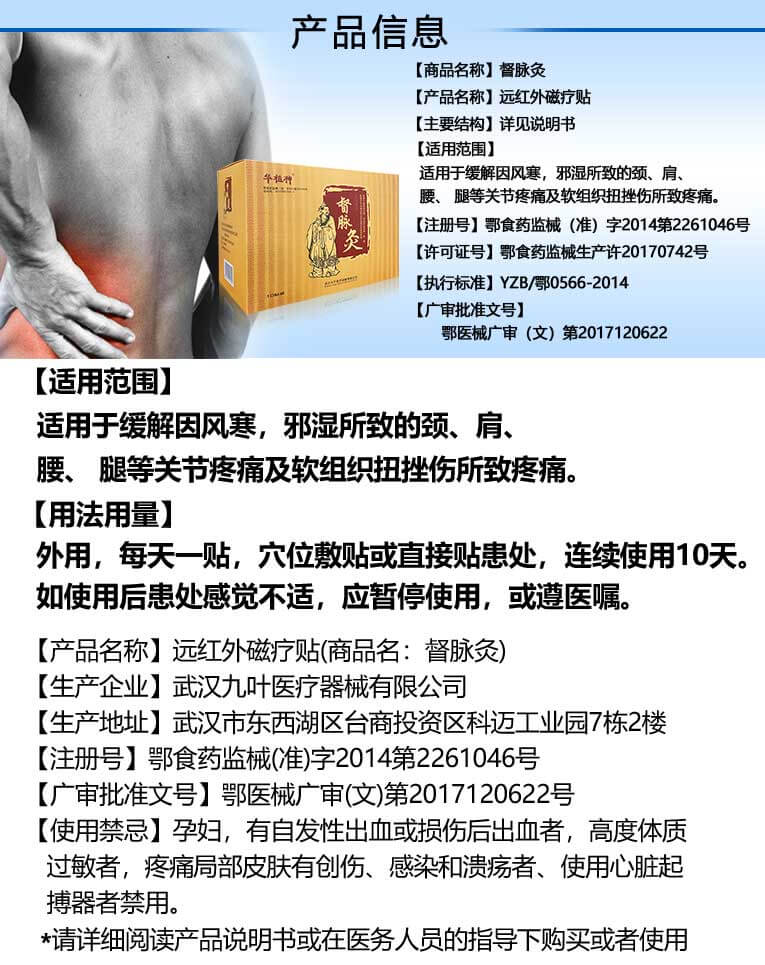 产品信息
【商品名称】督脉灸
【产品名称】远红外磁疗贴
【主要结构】详见说明书
【适用范围】
适用于缓解因风寒，邪湿所致的颈、肩、
腰、 腿等关节疼痛及软组织扭挫伤所致疼痛。
【注册号】鄂食药监械（准）字2014第2261046号
【许可证号】鄂食药监械生产许20170742号
【执行标准】YZB/鄂0566-2014
【广审批准文号】
鄂医械广审（文）第2017120622
华祖神
督脉灸
【适用范围】
适用于缓解因风寒，邪湿所致的颈、肩、
腰、 腿等关节疼痛及软组织扭挫伤所致疼痛。
【用法用量】
外用，每天一贴，穴位敷贴或直接贴患处，连续使用10天。
如使用后患处感觉不适，应暂停使用，或遵医嘱。
【产品名称】远红外磁疗贴(商品名：督脉灸)
【生产企业】武汉九叶医疗器械有限公司
【生产地址】武汉市东西湖区台商投资区科迈工业园7栋2楼
【注册号】鄂食药监械(准)字2014第2261046号
【广审批准文号】鄂医械广审(文)第2017120622号
【使用禁忌】孕妇，有自发性出血或损伤后出血者，高度体质
过敏者，疼痛局部皮肤有创伤、感染和溃疡者、使用心脏起
搏器者禁用。
*请详细阅读产品说明书或在医务人员的指导下购买或者使用